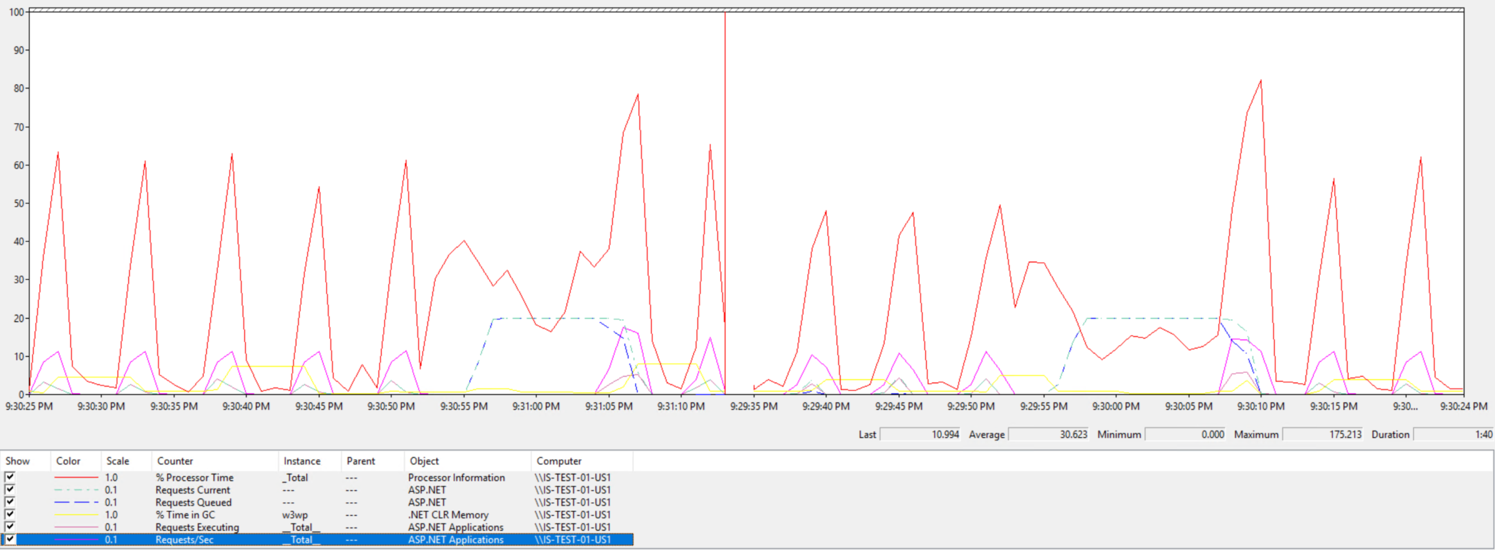 100
90
80
70
60
50
40
30
20
10
0
9:30:25 PM 9:30:30 PM 9:30:35 PM 9:30:40 PM 9:30:45 PM 9:30:50 PM 9:30:55 PM 9:31:00 PM 9:31:05 PM 9:31:10 PM 9:29:35 PM 9:29:40 PM 9:29:45 PM 9:29:50 PM 9:29:55 PM 9:30:00 PM 9:30:05 PM 9:30:10 PM 9:30:15 PM 9:30... 9:30:24 PM
Last 10.994 Average 30.623 Minimum 0.000 Maximum 175.213 Duration 1:40
Show Color Scale Counter Instance Parent Object Computer
1.0 % Processor Time _Total --- Processor Information \\IS-TEST-01-US1
0.1 Requests Current --- --- ASP.NET \\IS-TEST-01-US1
0.1 Requests Queued --- --- ASP.NET \\IS-TEST-01-US1
1.0 % Time in GC w3wp --- .NET CLR Memory \\IS-TEST-01-US1
0.1 Requests Executing __Total__ --- ASP.NET Applications \\IS-TEST-01-US1
0.1 Requests/Sec __Total__ --- ASP.NET Applications \\IS-TEST-01-US1